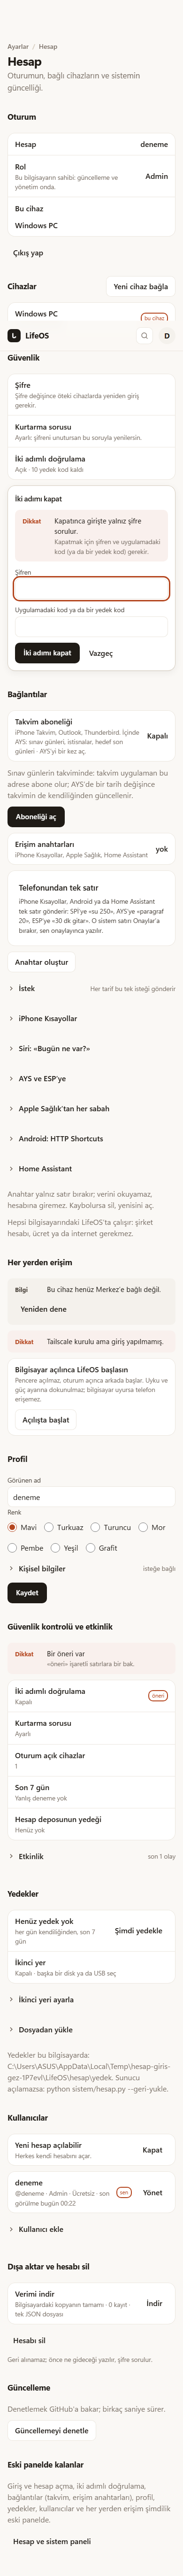 Ayarlar / Hesap
Hesap
Oturumun, bağlı cihazların ve sistemin
güncelliği.
Oturum
Hesap deneme
Rol
Bu bilgisayarın sahibi: güncelleme ve
yönetim onda.
Admin
Bu cihaz
Windows PC
Çıkış yap
Cihazlar
Yeni cihaz bağla
Windows PC
bu cihaz
LifeOS
D
Güvenlik
Şifre
Şifre değişince öteki cihazlarda yeniden giriş
gerekir.
Kurtarma sorusu
Ayarlı: şifreni unutursan bu soruyla yenilersin.
İki adımlı doğrulama
Açık · 10 yedek kod kaldı
İki adımı kapat
Dikkat
Kapatınca girişte yalnız şifre
sorulur.
Kapatmak için şifren ve uygulamadaki
kod (ya da bir yedek kod) gerekir.
Şifren
Uygulamadaki kod ya da bir yedek kod
İki adımı kapat
Vazgeç
Bağlantılar
Takvim aboneliği
iPhone Takvim, Outlook, Thunderbird. İçinde
AYS: sınav günleri, istisnalar, hedef son
günleri · AYS'yi bir kez aç.
Kapalı
Sınav günlerin takviminde: takvim uygulaman bu
adrese abone olur; AYS'de bir tarih değişince
takvimin de kendiliğinden güncellenir.
Aboneliği aç
Erişim anahtarları
iPhone Kısayollar, Apple Sağlık, Home Assistant
yok
Telefonundan tek satır
iPhone Kısayollar, Android ya da Home Assistant
tek satır gönderir: SPİ'ye «su 250», AYS'ye «paragraf
20», ESP'ye «30 dk gitar». O sistem satırı Onaylar'a
bırakır, sen onaylayınca yazılır.
Anahtar oluştur
İstek Her tarif bu tek isteği gönderir
iPhone Kısayollar
Siri: «Bugün ne var?»
AYS ve ESP'ye
Apple Sağlık'tan her sabah
Android: HTTP Shortcuts
Home Assistant
Anahtar yalnız satır bırakır; verini okuyamaz,
hesabına giremez. Kaybolursa sil, yenisini aç.
Hepsi bilgisayarındaki LifeOS'ta çalışır: şirket
hesabı, ücret ya da internet gerekmez.
Her yerden erişim
Bilgi Bu cihaz henüz Merkez'e bağlı değil.
Yeniden dene
Dikkat Tailscale kurulu ama giriş yapılmamış.
Bilgisayar açılınca LifeOS başlasın
Pencere açılmaz, oturum açınca arkada başlar. Uyku ve
güç ayarına dokunulmaz; bilgisayar uyursa telefon
erişemez.
Açılışta başlat
Profil
Görünen ad
deneme
Renk
Mavi Turkuaz Turuncu Mor
Pembe Yeşil Grafit
Kişisel bilgiler isteğe bağlı
Kaydet
Güvenlik kontrolü ve etkinlik
Dikkat
Bir öneri var
«öneri» işaretli satırlara bir bak.
İki adımlı doğrulama
Kapalı
öneri
Kurtarma sorusu
Ayarlı
Oturum açık cihazlar
1
Son 7 gün
Yanlış deneme yok
Hesap deposunun yedeği
Henüz yok
Etkinlik son 1 olay
Yedekler
Henüz yedek yok
her gün kendiliğinden, son 7
gün
Şimdi yedekle
İkinci yer
Kapalı · başka bir disk ya da USB seç
İkinci yeri ayarla
Dosyadan yükle
Yedekler bu bilgisayarda:
C:\Users\ASUS\AppData\Local\Temp\hesap-giris-
gez-1P7evI\LifeOS\hesap\yedek. Sunucu
açılamazsa: python sistem/hesap.py --geri-yukle.
Kullanıcılar
Yeni hesap açılabilir
Herkes kendi hesabını açar.
Kapat
deneme
@deneme · Admin · Ücretsiz · son
görülme bugün 00:22
sen
Yönet
Kullanıcı ekle
Dışa aktar ve hesabı sil
Verimi indir
Bilgisayardaki kopyanın tamamı · 0 kayıt ·
tek JSON dosyası
İndir
Hesabı sil
Geri alınamaz: önce ne gideceğini yazılır, şifre sorulur.
Güncelleme
Denetlemek GitHub'a bakar; birkaç saniye sürer.
Güncellemeyi denetle
Eski panelde kalanlar
Giriş ve hesap açma, iki adımlı doğrulama,
bağlantılar (takvim, erişim anahtarları), profil,
yedekler, kullanıcılar ve her yerden erişim şimdilik
eski panelde.
Hesap ve sistem paneli